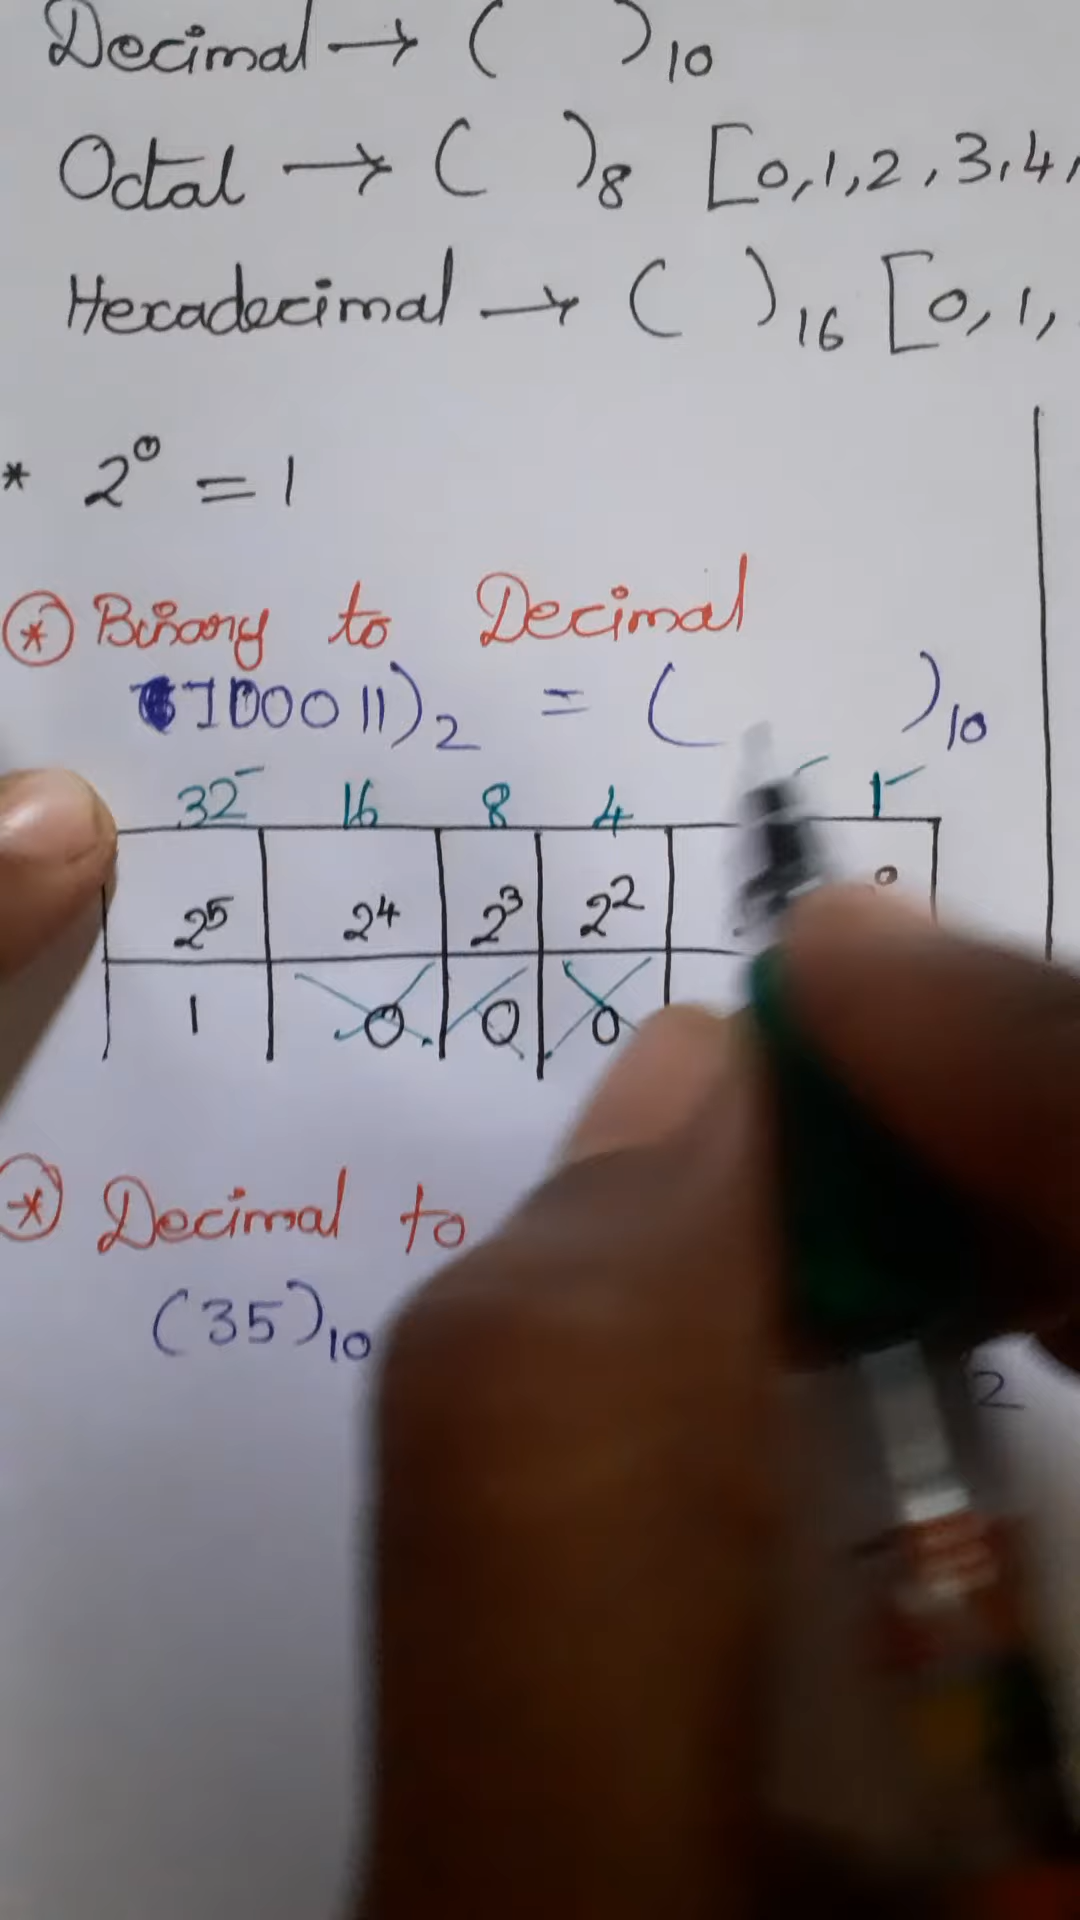 Decimal → ( )10
Octal → ( )8 [0,1,2,3,4,
Hexadecimal → ( )16 [0, 1,
* 2⁰ = 1
* Binary to Decimal
100011)2 = ( )10
32 16 8 4 1
2⁵ 2⁴ 2³ 2² ⁰
1 0 0 0
* Decimal to
(35)10 2